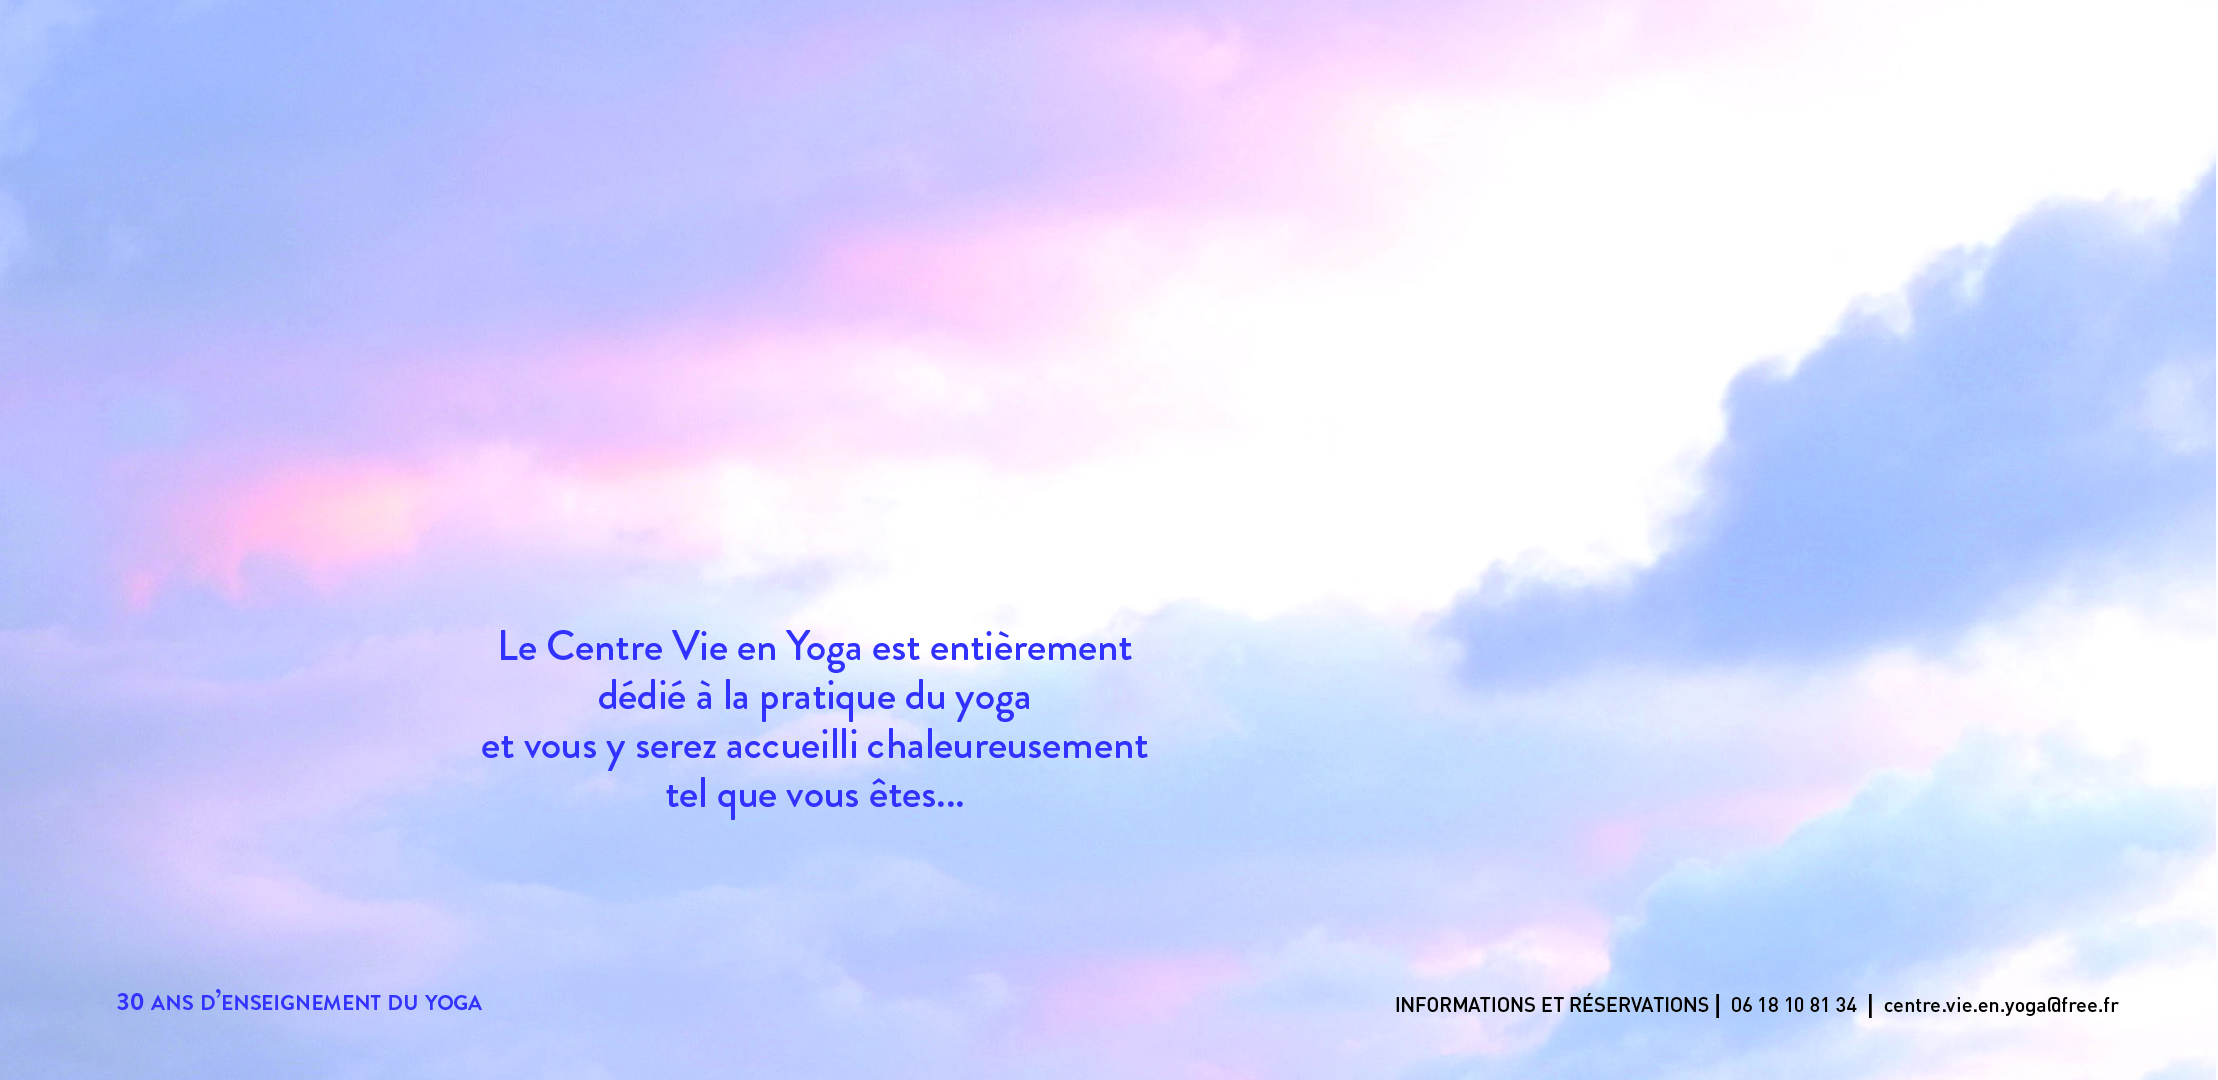 Le Centre Vie en Yoga est entièrement
dédié à la pratique du yoga
et vous y serez accueilli chaleureusement
tel que vous êtes...
30 ANS D’ENSEIGNEMENT DU YOGA
INFORMATIONS ET RÉSERVATIONS | 06 18 10 81 34 | centre.vie.en.yoga@free.fr